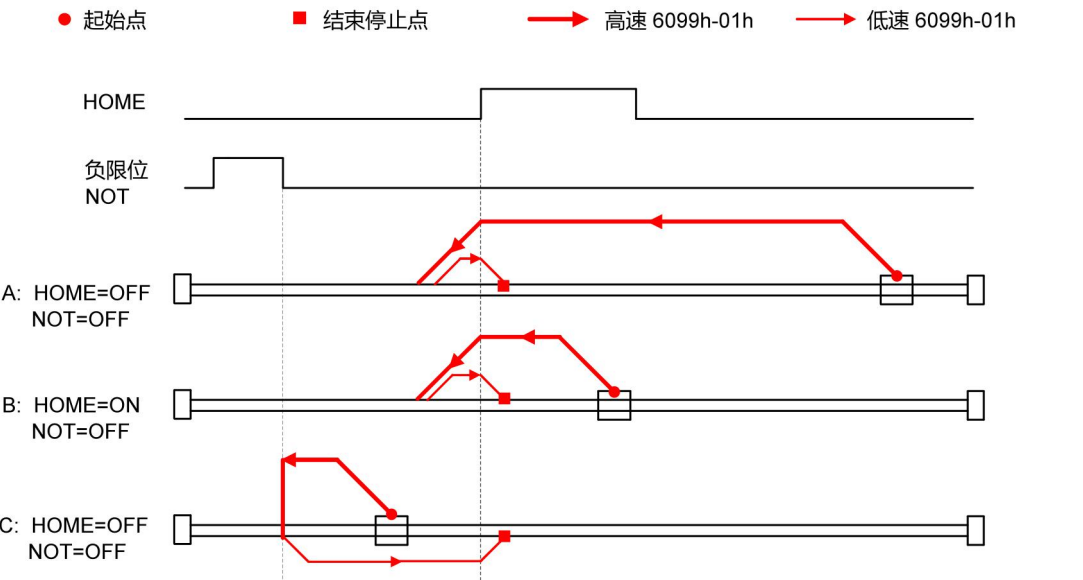 起始点 结束停止点 高速 6099h-01h 低速 6099h-01h
HOME
负限位
NOT
A: HOME=OFF
NOT=OFF
B: HOME=ON
NOT=OFF
C: HOME=OFF
NOT=OFF